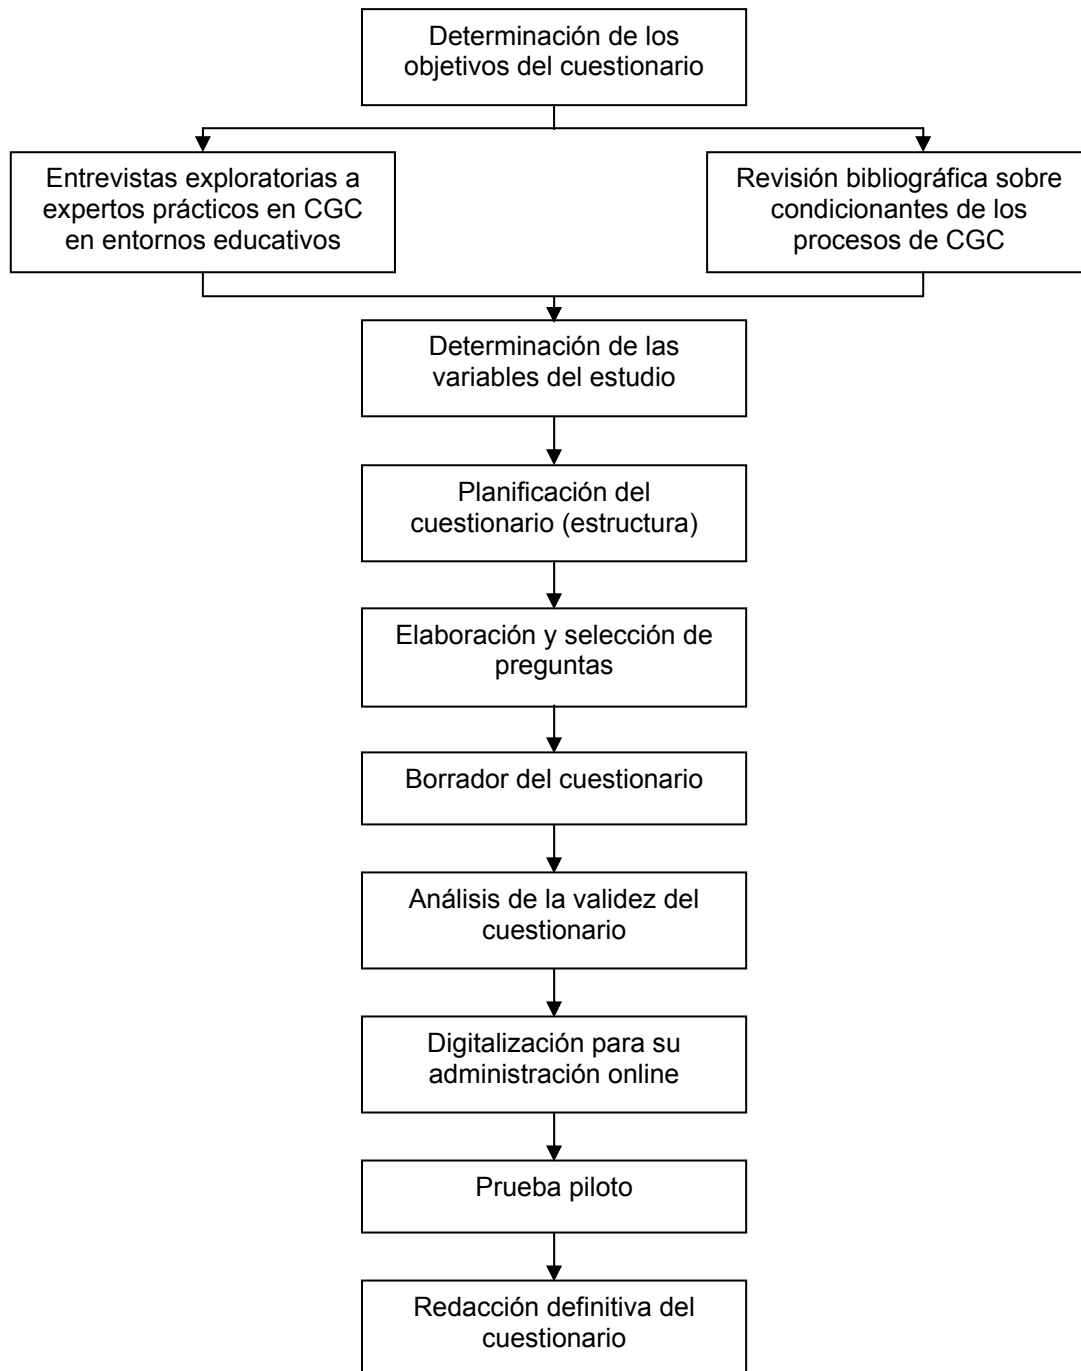 Determinación de los
objetivos del cuestionario
Entrevistas exploratorias a
expertos prácticos en CGC
en entornos educativos
Revisión bibliográfica sobre
condicionantes de los
procesos de CGC
Determinación de las
variables del estudio
Planificación del
cuestionario (estructura)
Elaboración y selección de
preguntas
Borrador del cuestionario
Análisis de la validez del
cuestionario
Digitalización para su
administración online
Prueba piloto
Redacción definitiva del
cuestionario